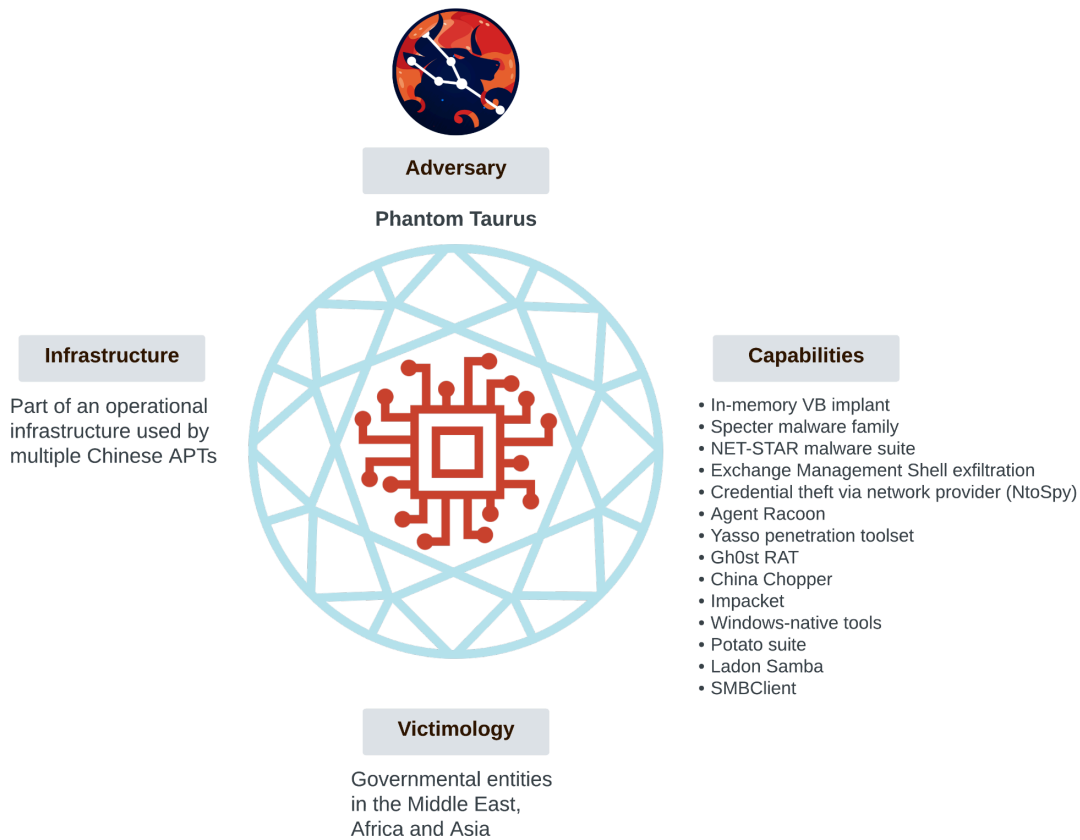 Adversary
Phantom Taurus
Infrastructure
Part of an operational
infrastructure used by
multiple Chinese APTs
Capabilities
• In-memory VB implant
• Specter malware family
• NET-STAR malware suite
• Exchange Management Shell exfiltration
• Credential theft via network provider (NtoSpy)
• Agent Racoon
• Yasso penetration toolset
• Gh0st RAT
• China Chopper
• Impacket
• Windows-native tools
• Potato suite
• Ladon Samba
• SMBClient
Victimology
Governmental entities
in the Middle East,
Africa and Asia